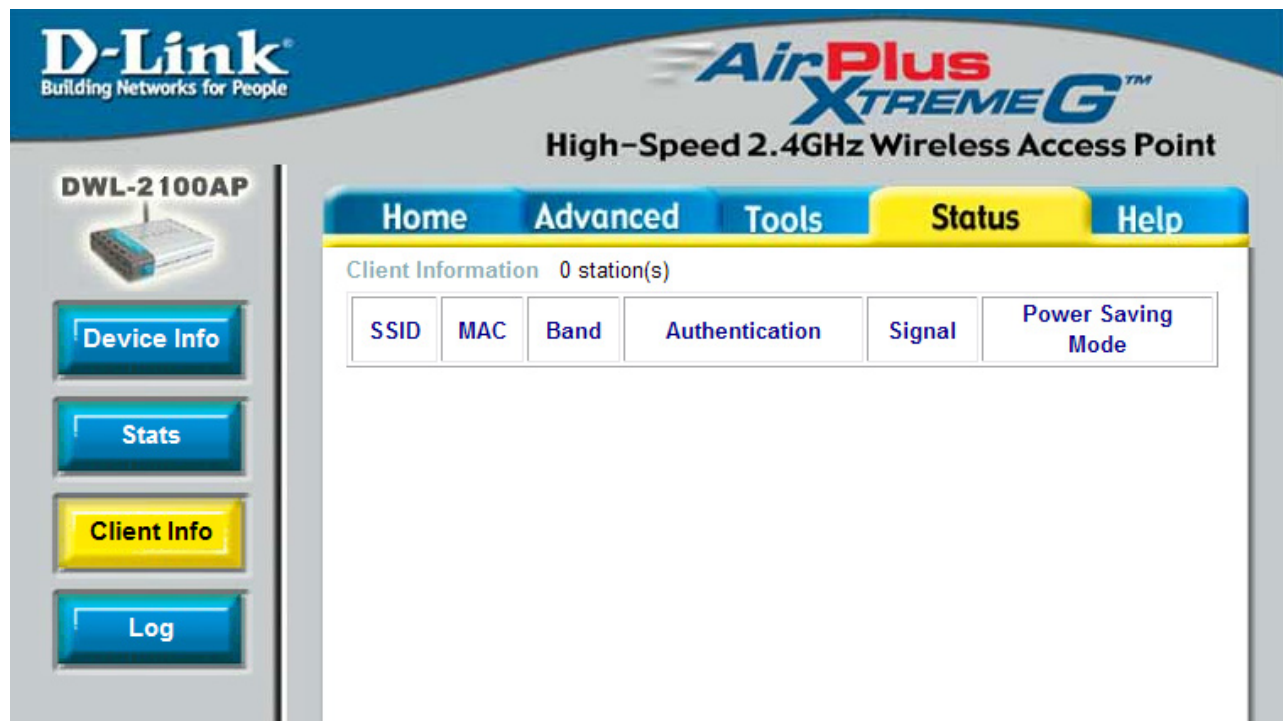 D-Link
Building Networks for People
AirPlus
XTREME G™
High-Speed 2.4GHz Wireless Access Point
DWL-2100AP
Home Advanced Tools Status Help
Client Information 0 station(s)
SSID MAC Band Authentication Signal Power Saving Mode
Device Info
Stats
Client Info
Log